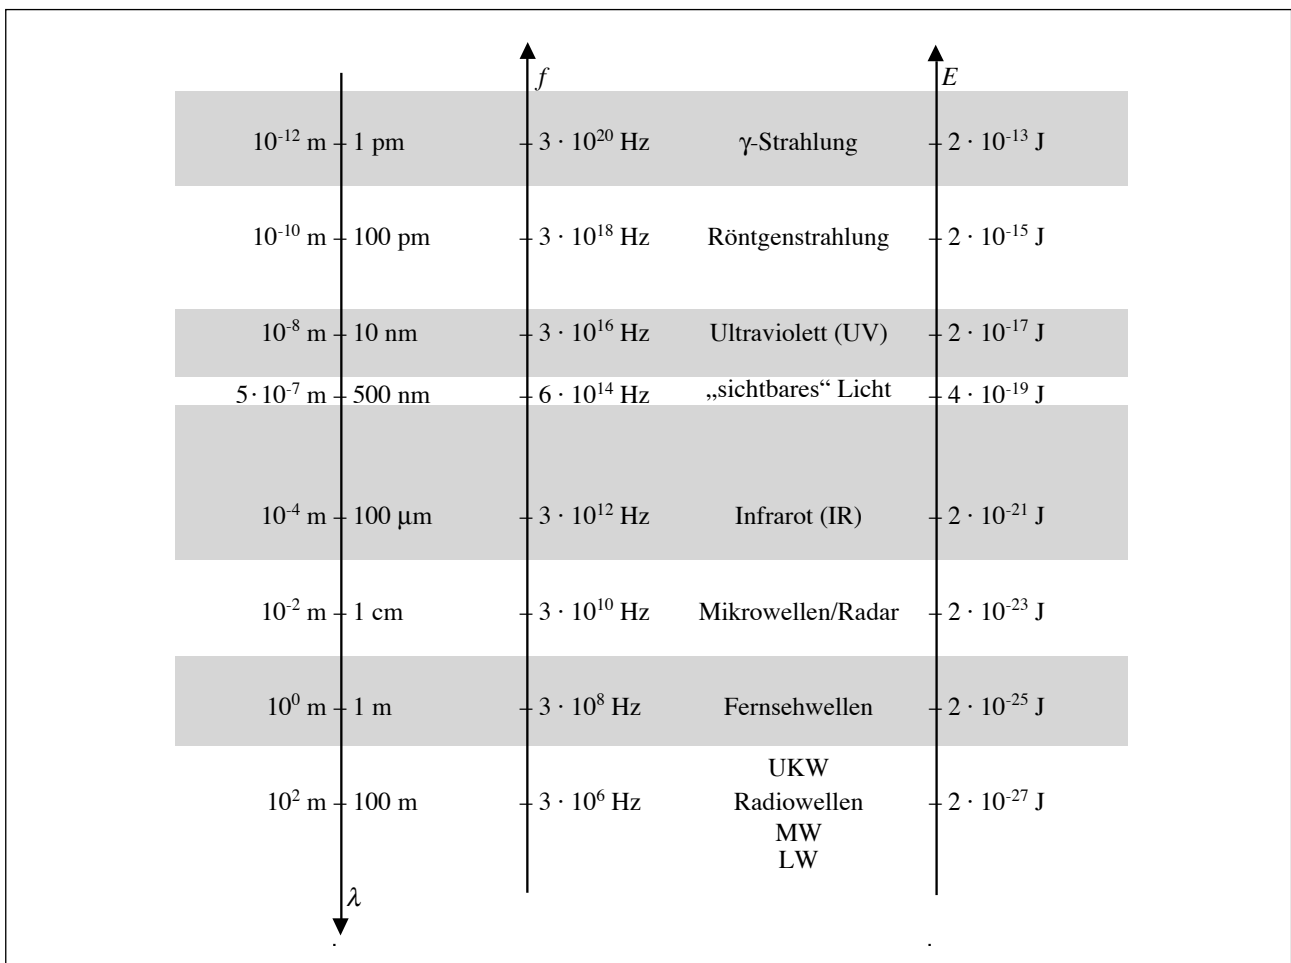 f E
10⁻¹² m 1 pm 3 · 10²⁰ Hz γ-Strahlung 2 · 10⁻¹³ J
10⁻¹⁰ m 100 pm 3 · 10¹⁸ Hz Röntgenstrahlung 2 · 10⁻¹⁵ J
10⁻⁸ m 10 nm 3 · 10¹⁶ Hz Ultraviolett (UV) 2 · 10⁻¹⁷ J
5·10⁻⁷ m 500 nm 6 · 10¹⁴ Hz „sichtbares“ Licht 4 · 10⁻¹⁹ J
10⁻⁴ m 100 μm 3 · 10¹² Hz Infrarot (IR) 2 · 10⁻²¹ J
10⁻² m 1 cm 3 · 10¹⁰ Hz Mikrowellen/Radar 2 · 10⁻²³ J
10⁰ m 1 m 3 · 10⁸ Hz Fernsehwellen 2 · 10⁻²⁵ J
UKW
10² m 100 m 3 · 10⁶ Hz Radiowellen 2 · 10⁻²⁷ J
MW
LW
λ